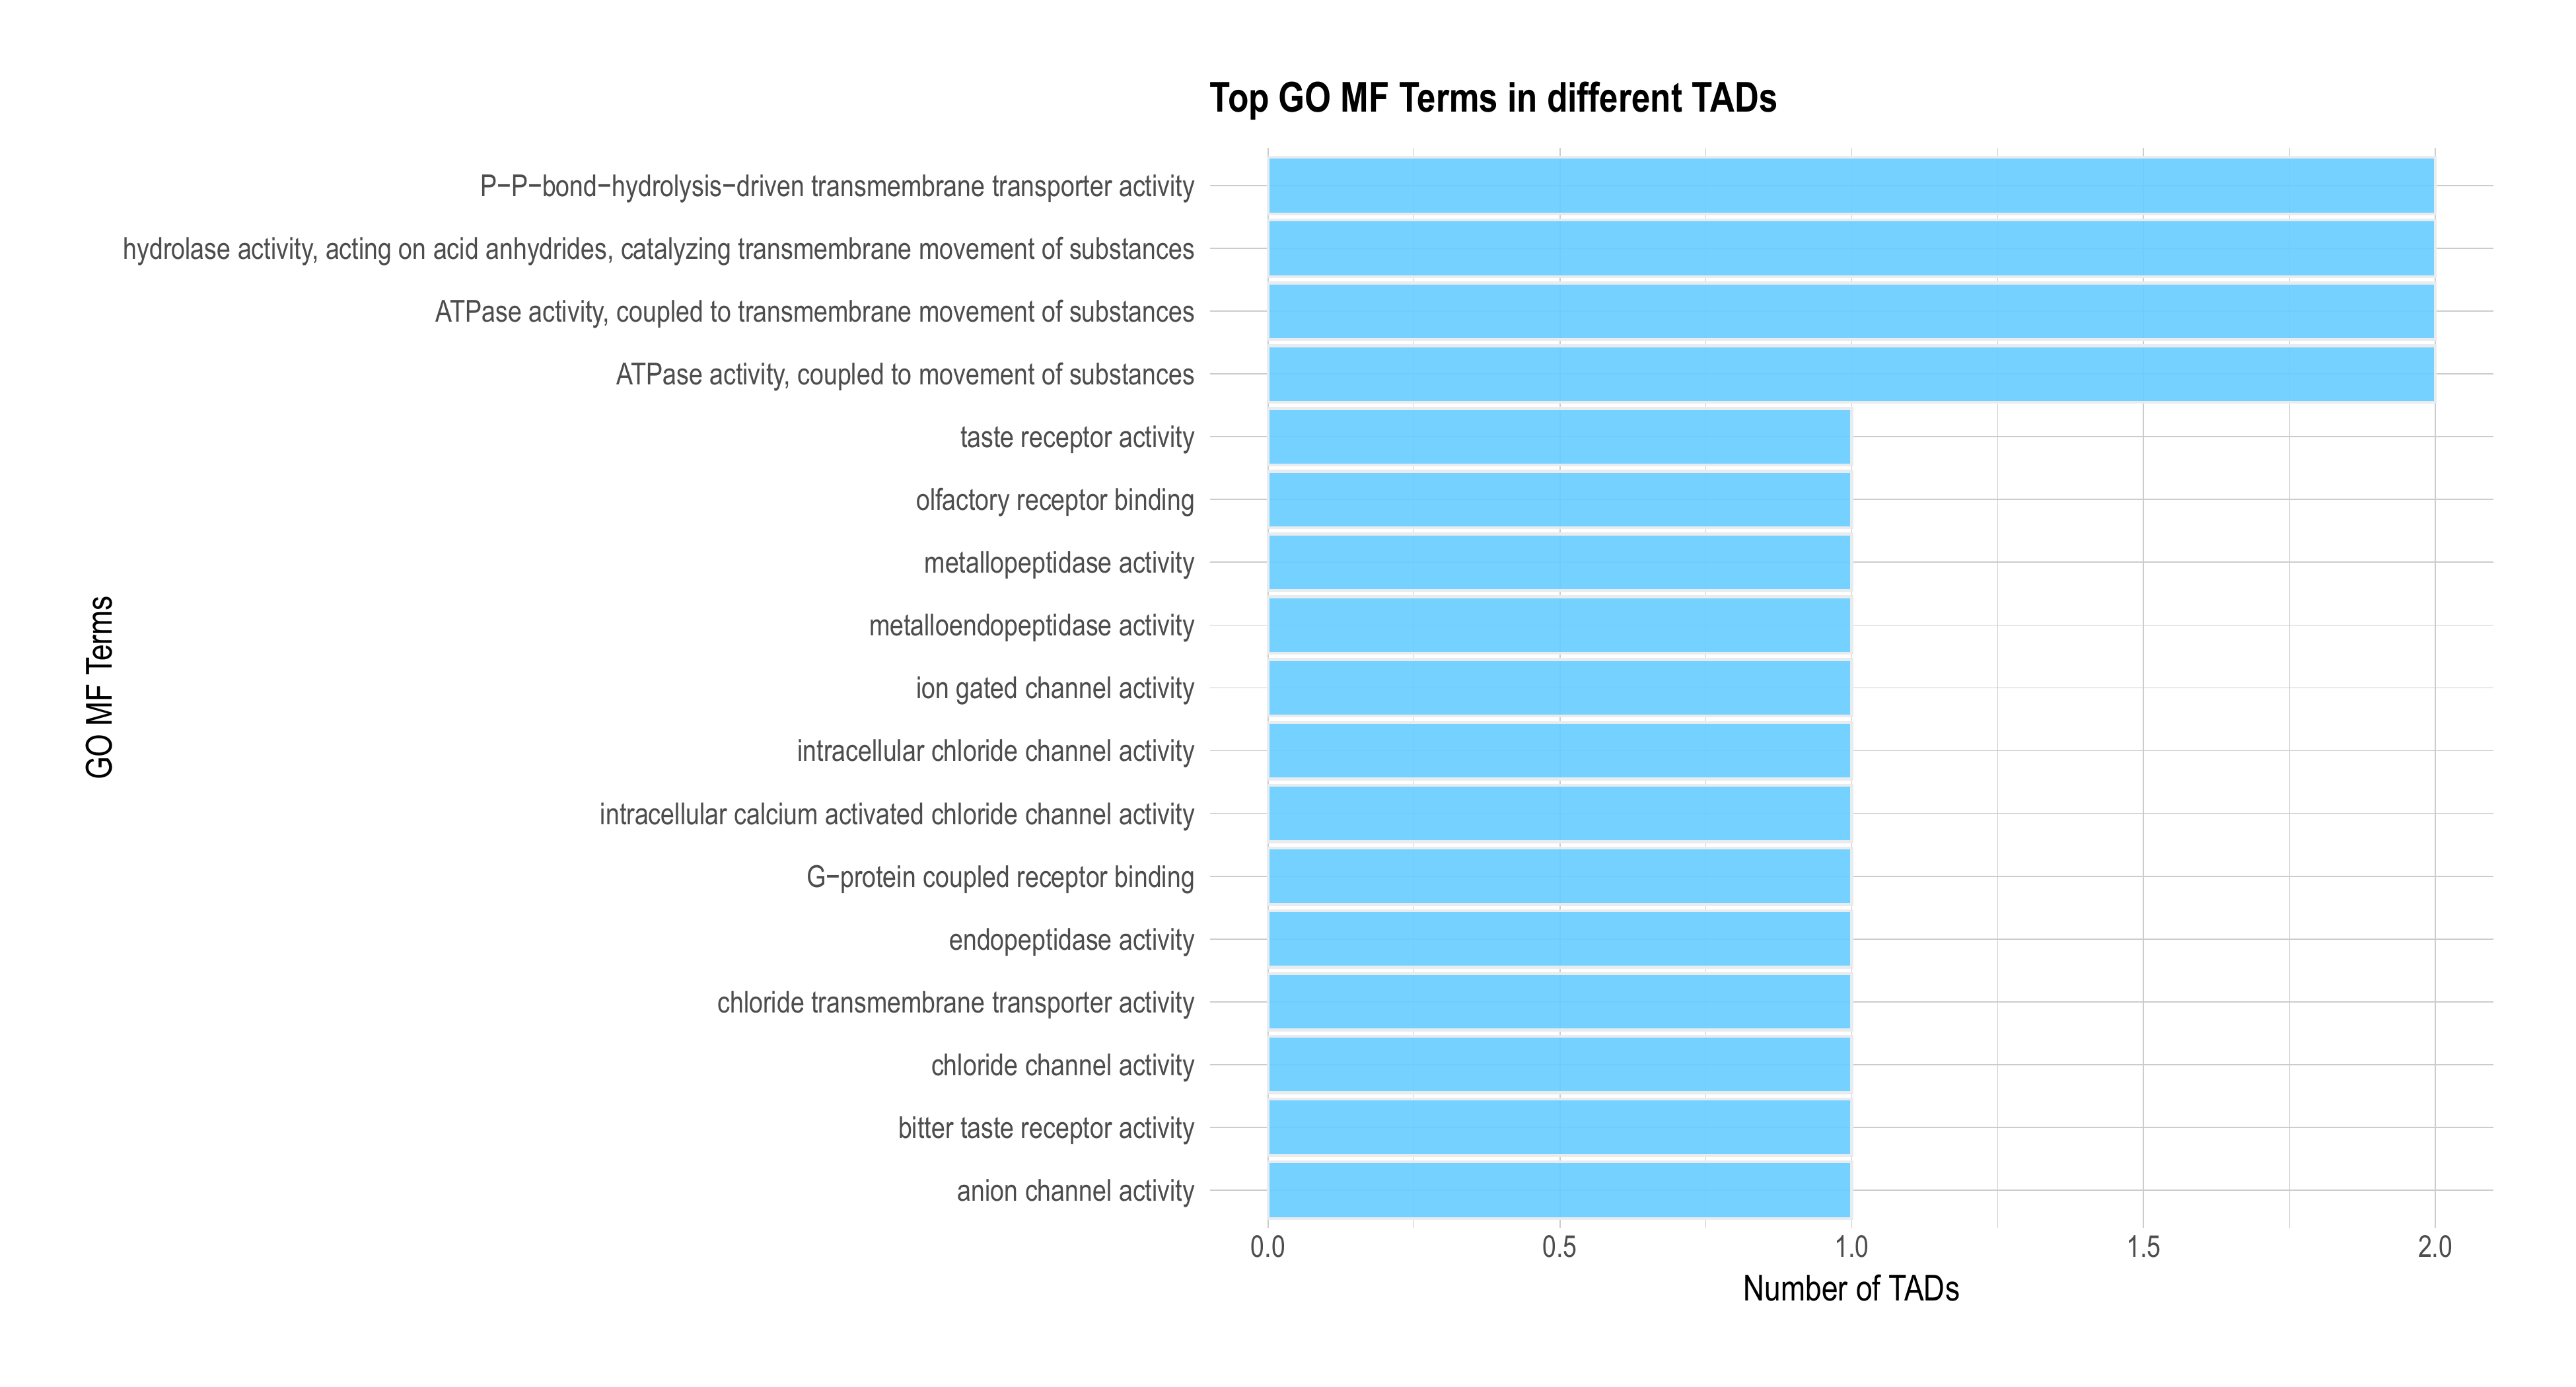 Top GO MF Terms in different TADs
P−P−bond−hydrolysis−driven transmembrane transporter activity
hydrolase activity, acting on acid anhydrides, catalyzing transmembrane movement of substances
ATPase activity, coupled to transmembrane movement of substances
ATPase activity, coupled to movement of substances
taste receptor activity
olfactory receptor binding
metallopeptidase activity
metalloendopeptidase activity
ion gated channel activity
intracellular chloride channel activity
intracellular calcium activated chloride channel activity
G−protein coupled receptor binding
endopeptidase activity
chloride transmembrane transporter activity
chloride channel activity
bitter taste receptor activity
anion channel activity
GO MF Terms
0.0 0.5 1.0 1.5 2.0
Number of TADs